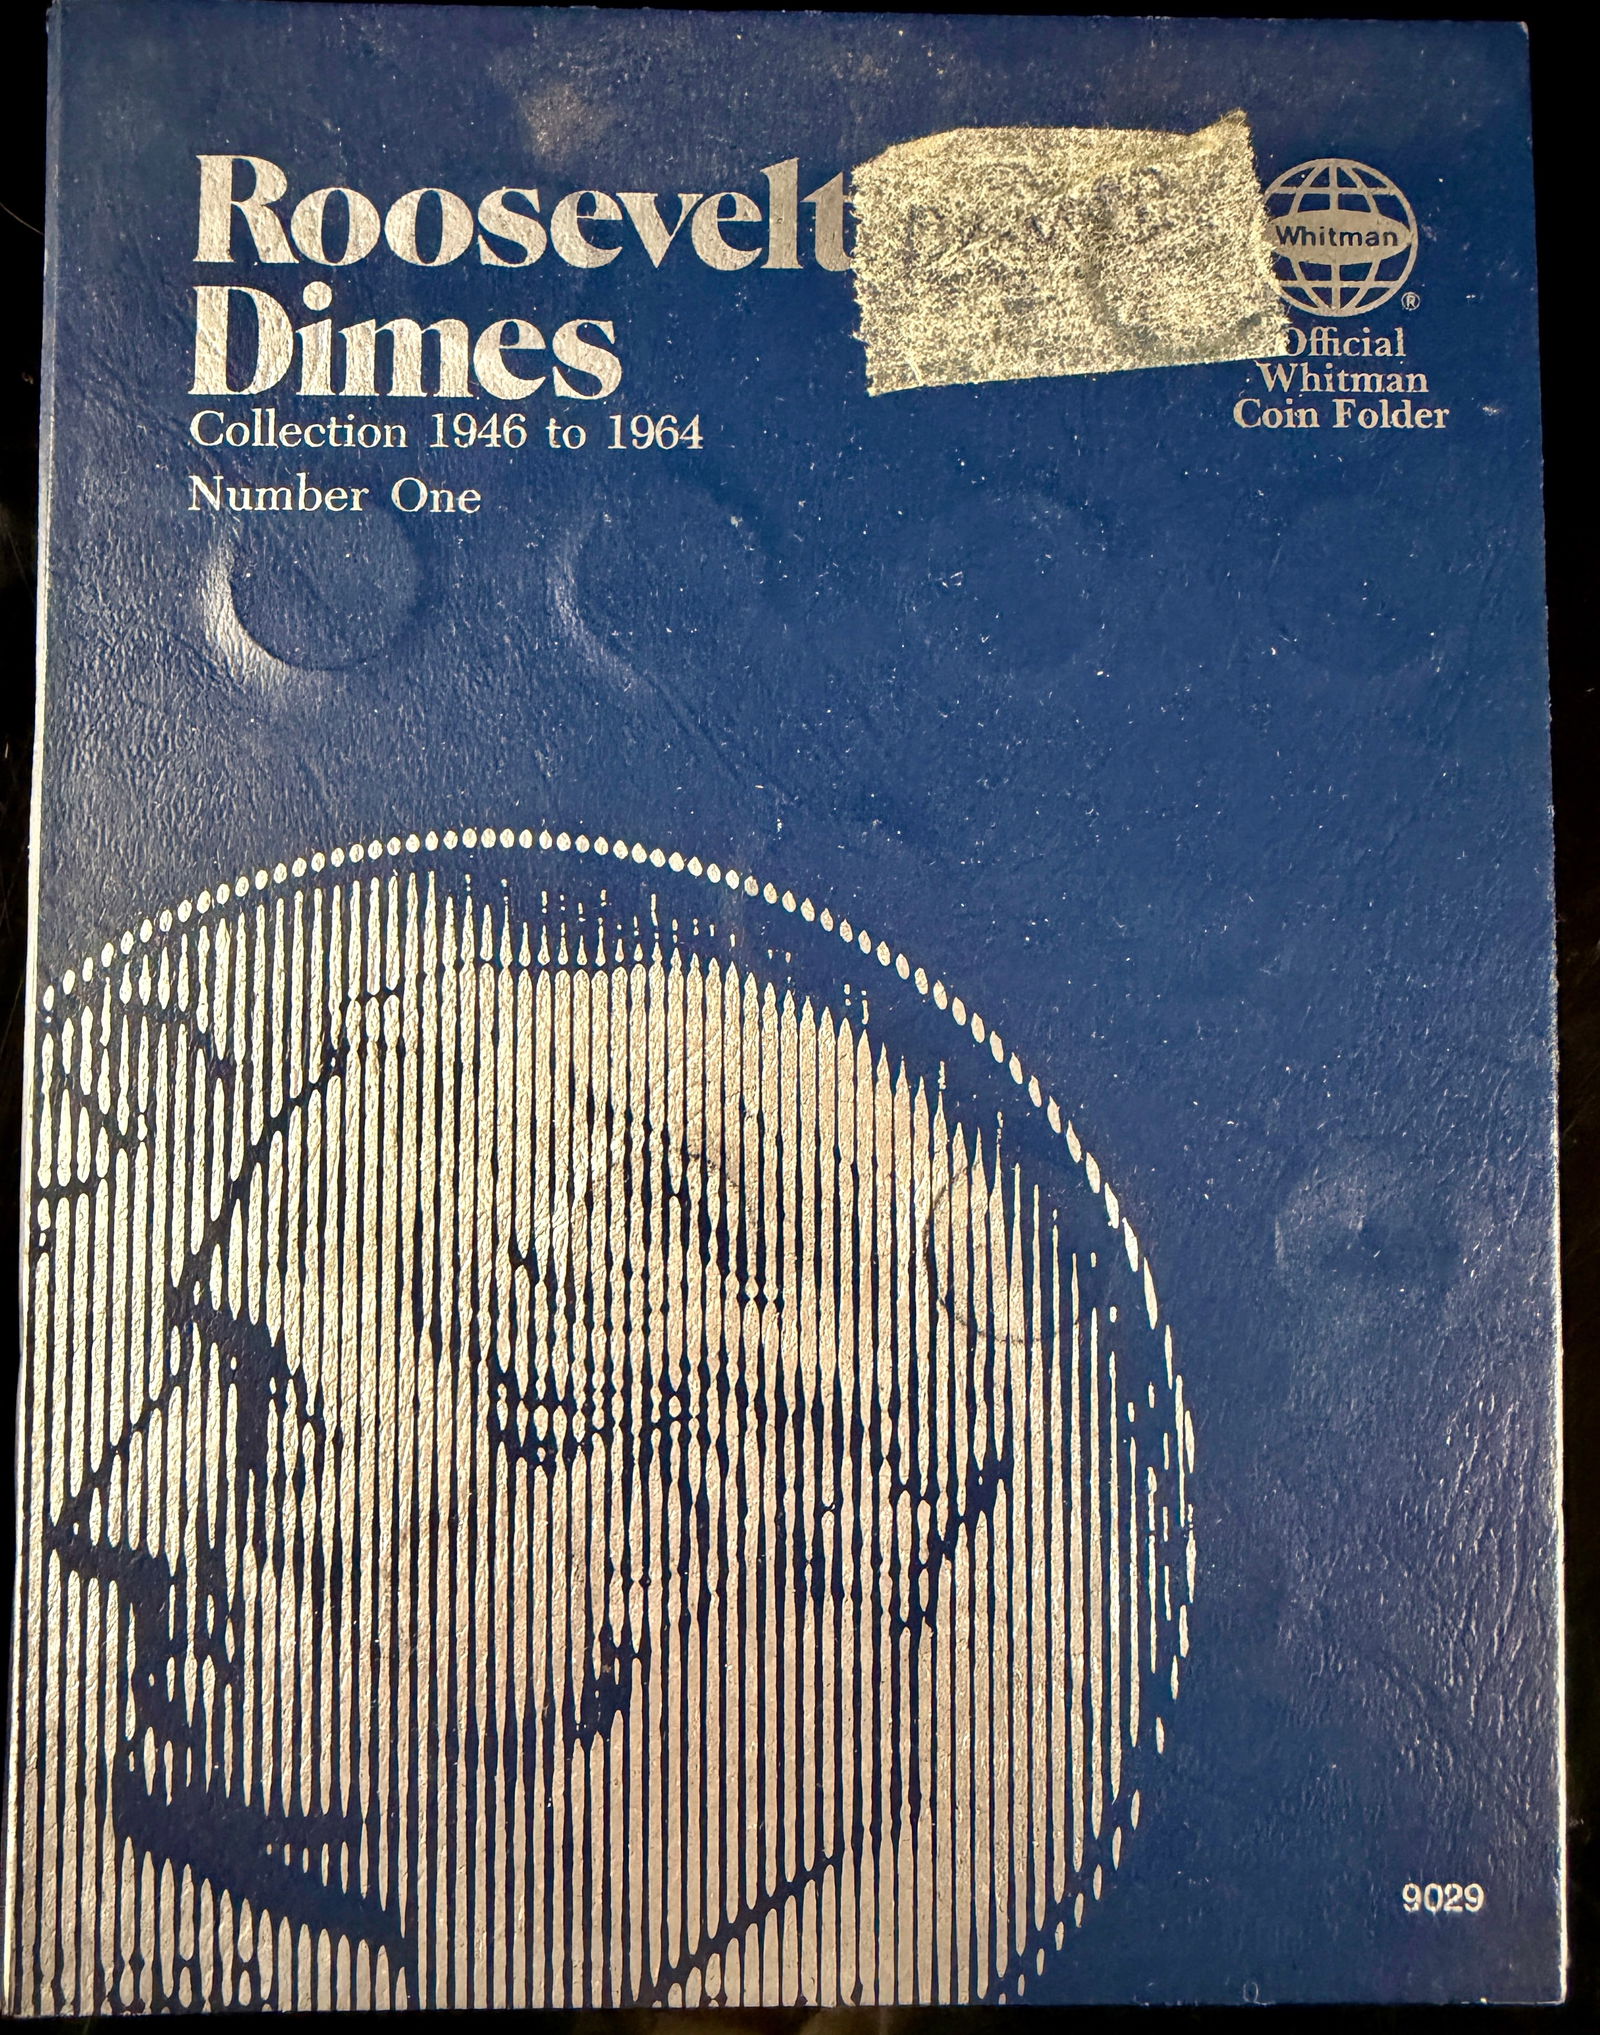 Roosevelt
Dimes
Collection 1946 to 1964
Number One
Whitman
®
Official
Whitman
Coin Folder
9029